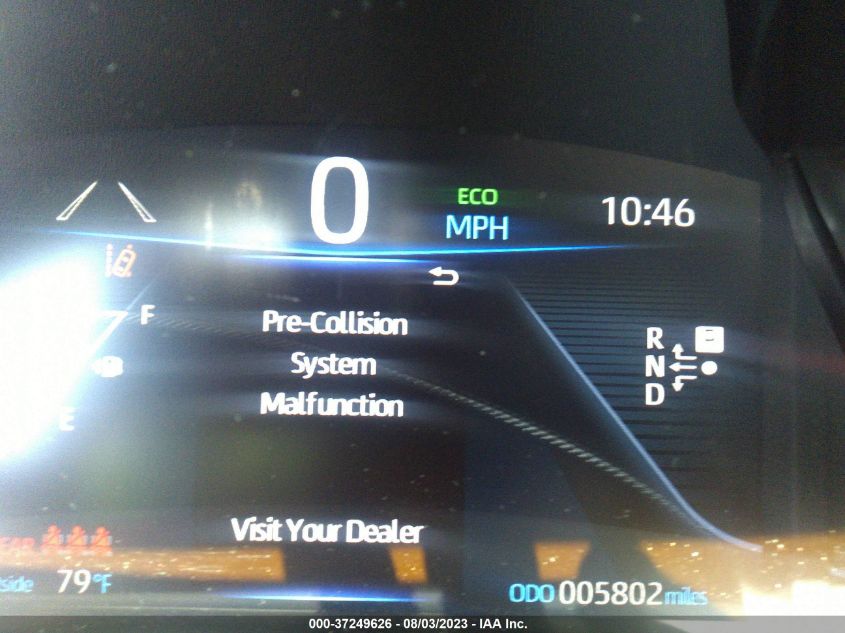 0
ECO
MPH
10:46
F
Pre-Collision
System
Malfunction
R
N
D
E
Visit Your Dealer
79°F
ODO 005802 miles
000-37249626 - 08/03/2023 - IAA Inc.